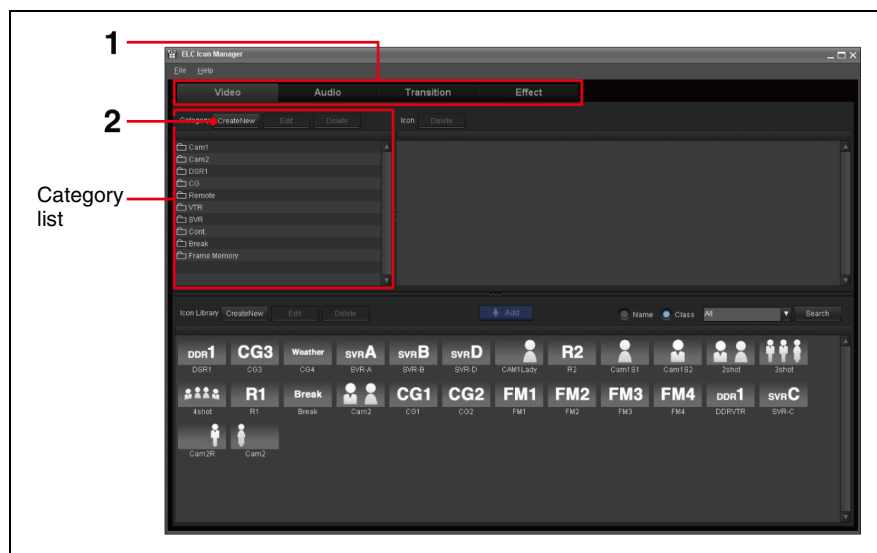 1
ELC Icon Manager
File Help
Video Audio Transition Effect
2
Category CreateNew Edit Delete Icon Delete
Cam1
Cam2
DSR1
CG
Category list
Remote
VTR
SVR
Cont.
Break
Frame Memory
Icon Library CreateNew Edit Delete Add Name Class All Search
DDR1 CG3 Weather SVRA SVRB SVRD R2
DSR1 CG3 CG4 SVR-A SVR-B SVR-D CAM1Lady R2 Cam1S1 Cam1S2 2shot 3shot
R1 Break CG1 CG2 FM1 FM2 FM3 FM4 DDR1 SVRC
4shot R1 Break Cam2 CG1 CG2 FM1 FM2 FM3 FM4 DDRVTR SVR-C
Cam2R Cam2